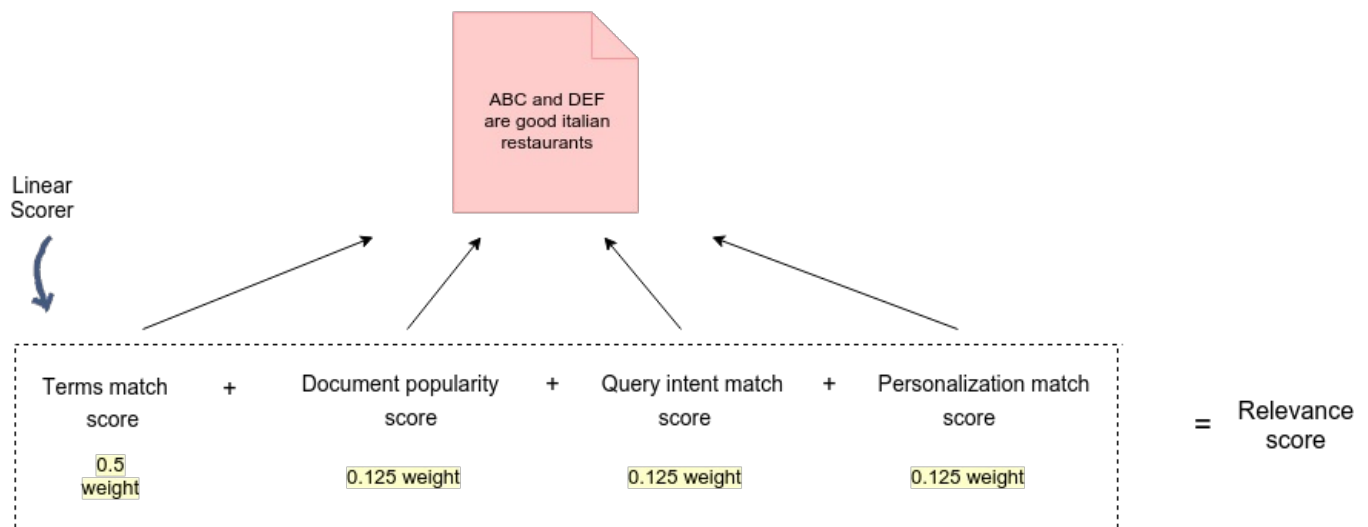 ABC and DEF
are good italian
restaurants
Linear
Scorer
Terms match
score
0.5
weight
+
Document popularity
score
0.125 weight
+
Query intent match
score
0.125 weight
+
Personalization match
score
0.125 weight
=
Relevance
score